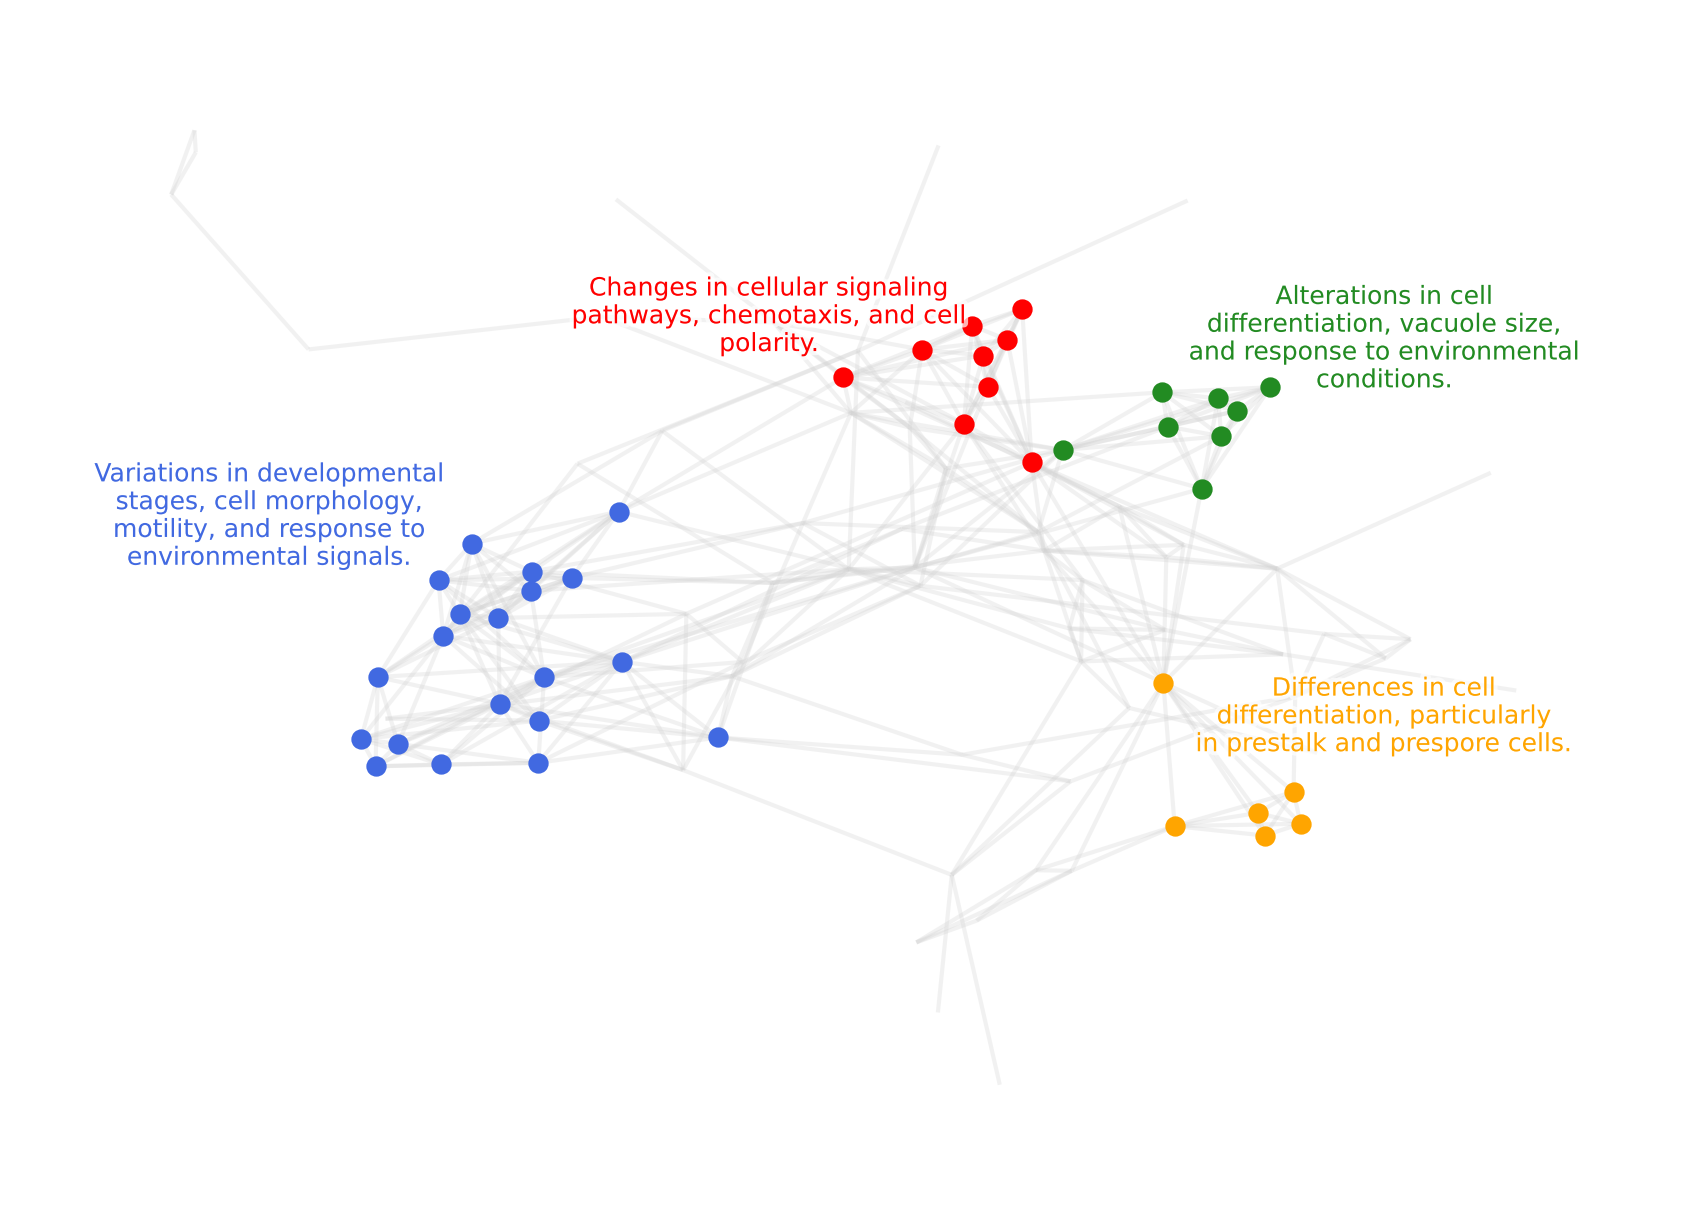 Changes in cellular signaling
pathways, chemotaxis, and cell
polarity.
Alterations in cell
differentiation, vacuole size,
and response to environmental
conditions.
Variations in developmental
stages, cell morphology,
motility, and response to
environmental signals.
Differences in cell
differentiation, particularly
in prestalk and prespore cells.